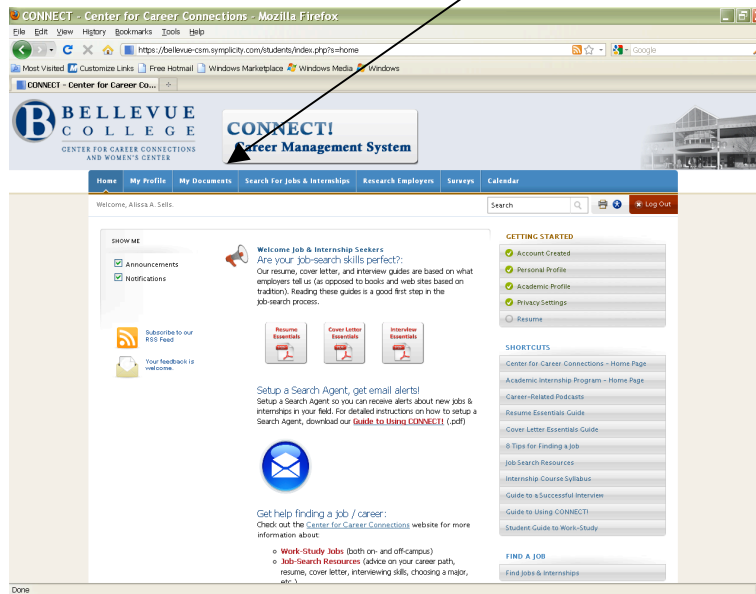 CONNECT - Center for Career Connections - Mozilla Firefox
File Edit View History Bookmarks Tools Help
https://bellevue-csm.symplicity.com/students/index.php?s=home
Google
Most Visited Customize Links Free Hotmail Windows Marketplace Windows Media Windows
CONNECT - Center for Career Co...
B BELLEVUE
COLLEGE
CENTER FOR CAREER CONNECTIONS
AND WOMEN'S CENTER
CONNECT!
Career Management System
Home My Profile My Documents Search For Jobs & Internships Research Employers Surveys Calendar
Welcome, Alissa A. Sells.
Search
Log Out
SHOW ME
Announcements
Notifications
Subscribe to our
RSS Feed
Your feedback is
welcome.
Welcome Job & Internship Seekers
Are your job-search skills perfect?:
Our resume, cover letter, and interview guides are based on what
employers tell us (as opposed to books and web sites based on
tradition). Reading these guides is a good first step in the
job-search process.
Resume
Essentials
Cover Letter
Essentials
Interview
Essentials
Setup a Search Agent, get email alerts!
Setup a Search Agent so you can receive alerts about new jobs &
internships in your field. For detailed instructions on how to setup a
Search Agent, download our Guide to Using CONNECT! (.pdf)
Get help finding a job / career:
Check out the Center for Career Connections website for more
information about:
Work-Study Jobs (both on- and off-campus)
Job-Search Resources (advice on your career path,
resume, cover letter, interviewing skills, choosing a major,
etc.)
GETTING STARTED
Account Created
Personal Profile
Academic Profile
Privacy Settings
Resume
SHORTCUTS
Center for Career Connections - Home Page
Academic Internship Program - Home Page
Career-Related Podcasts
Resume Essentials Guide
Cover Letter Essentials Guide
8 Tips for Finding a Job
Job Search Resources
Internship Course Syllabus
Guide to a Successful Interview
Guide to Using CONNECT!
Student Guide to Work-Study
FIND A JOB
Find Jobs & Internships
Done